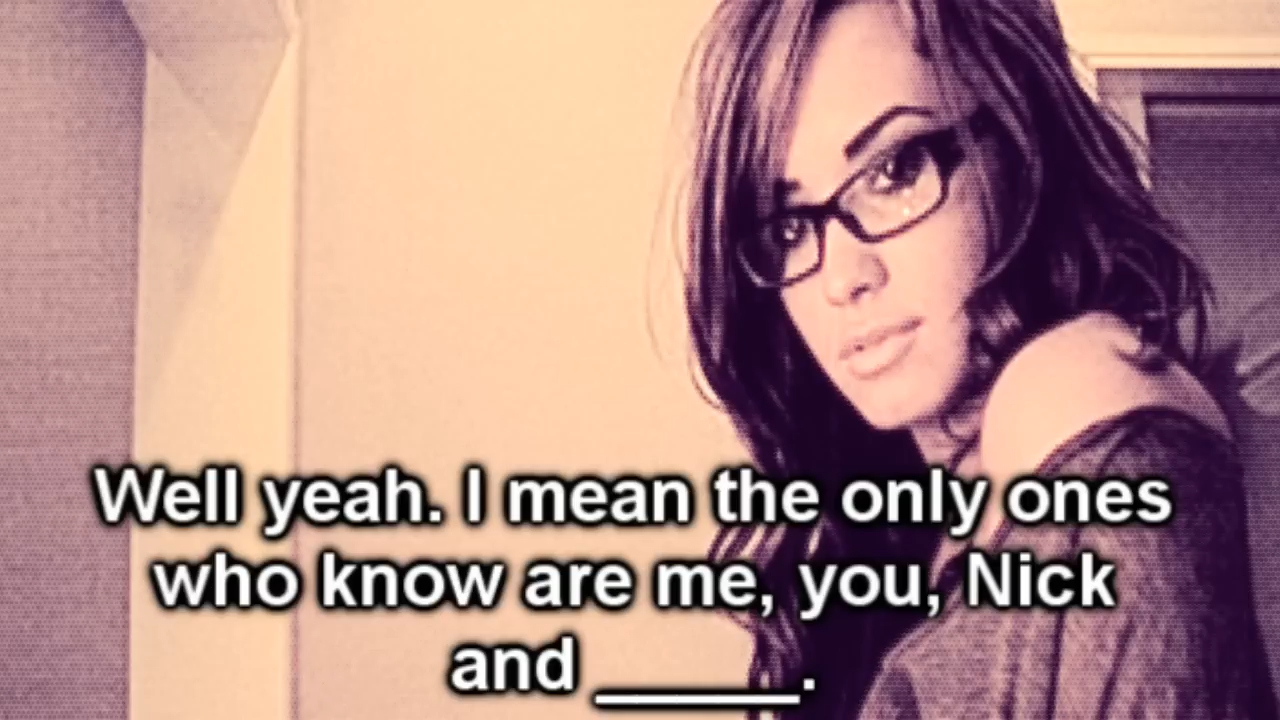 Well yeah. I mean the only ones
who know are me, you, Nick
and _____.